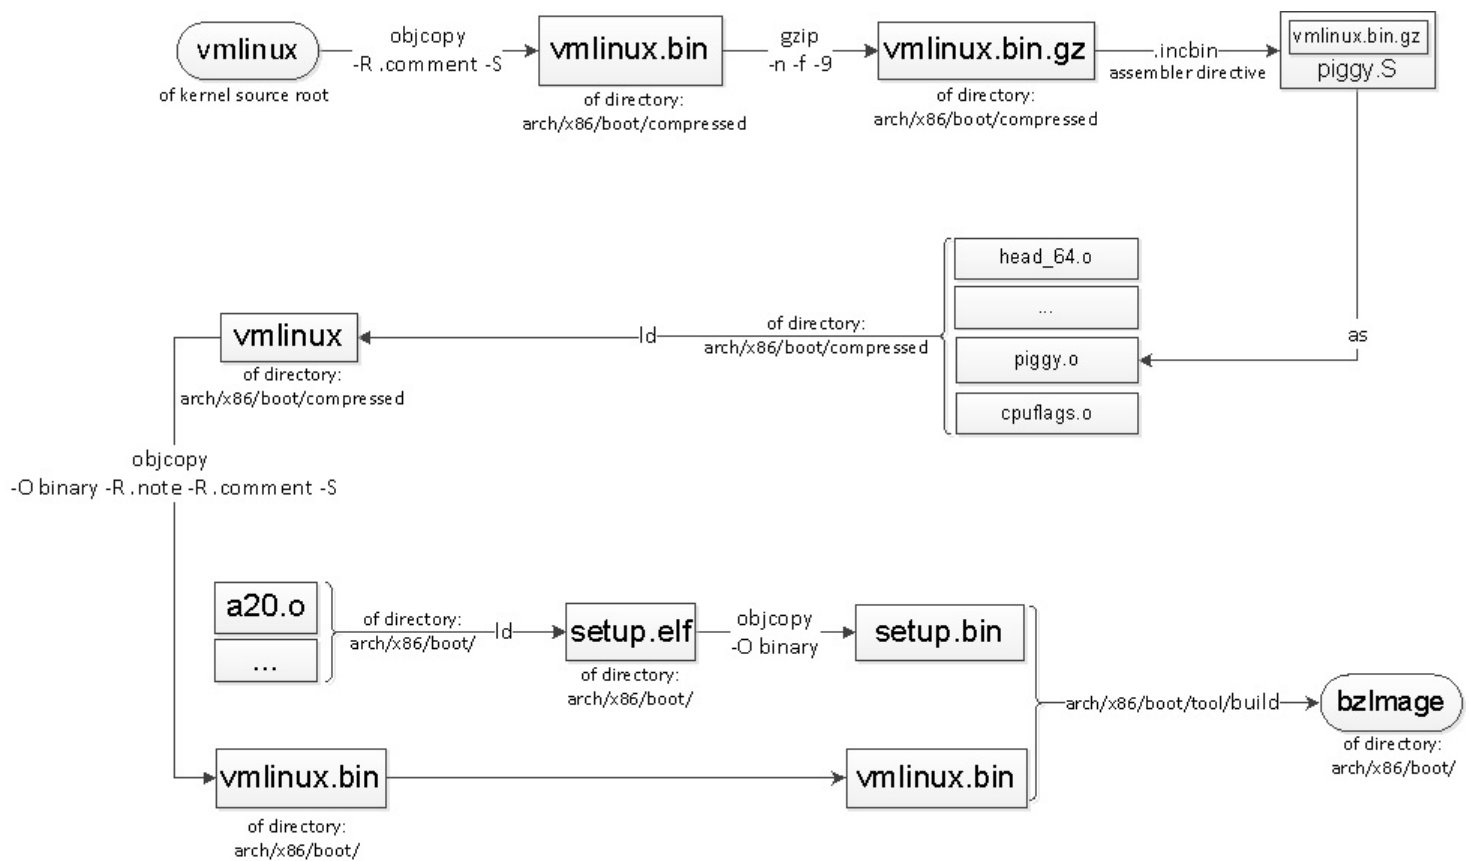 vmlinux
of kernel source root
objcopy
-R .comment -S
vmlinux.bin
of directory:
arch/x86/boot/compressed
gzip
-n -f -9
vmlinux.bin.gz
of directory:
arch/x86/boot/compressed
.incbin
assembler directive
vmlinux.bin.gz
piggy.S
as
head_64.o
...
piggy.o
cpuflags.o
of directory:
arch/x86/boot/compressed
ld
vmlinux
of directory:
arch/x86/boot/compressed
objcopy
-O binary -R .note -R .comment -S
a20.o
...
of directory:
arch/x86/boot/
ld
setup.elf
of directory:
arch/x86/boot/
objcopy
-O binary
setup.bin
vmlinux.bin
of directory:
arch/x86/boot/
vmlinux.bin
arch/x86/boot/tool/build
bzImage
of directory:
arch/x86/boot/